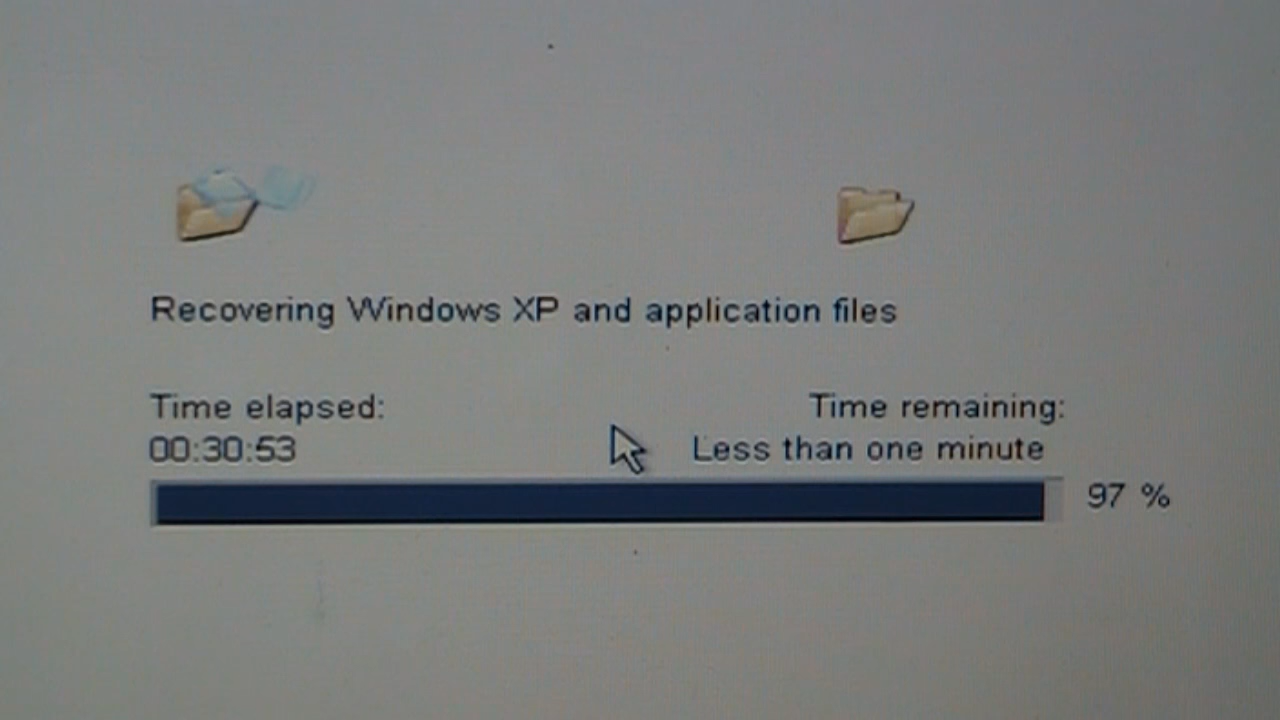 Recovering Windows XP and application files
Time elapsed:
Time remaining:
00:30:53
Less than one minute
97 %